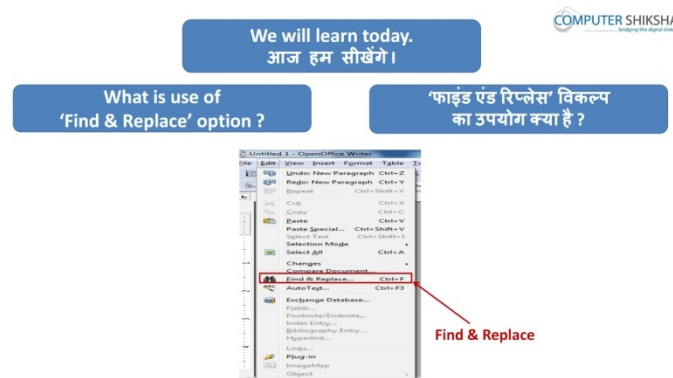 COMPUTER SHIKSHA
bridging the digital divide
We will learn today.
आज हम सीखेंगे।
What is use of
‘Find & Replace’ option ?
‘फाइंड एंड रिप्लेस’ विकल्प
का उपयोग क्या है ?
Untitled 1 - OpenOffice Writer
File Edit View Insert Format Table
Undo: New Paragraph Ctrl+Z
Redo: New Paragraph Ctrl+Y
Repeat Ctrl+Shift+Y
Cut Ctrl+X
Copy Ctrl+C
Paste Ctrl+V
Paste Special... Ctrl+Shift+V
Select Text Ctrl+Shift+I
Selection Mode
Select All Ctrl+A
Changes
Compare Document...
Find & Replace... Ctrl+F
AutoText... Ctrl+F3
Exchange Database...
Fields...
Footnote/Endnote...
Index Entry...
Bibliography Entry...
Hyperlink...
Links...
Plug-in
ImageMap
Object
Find & Replace